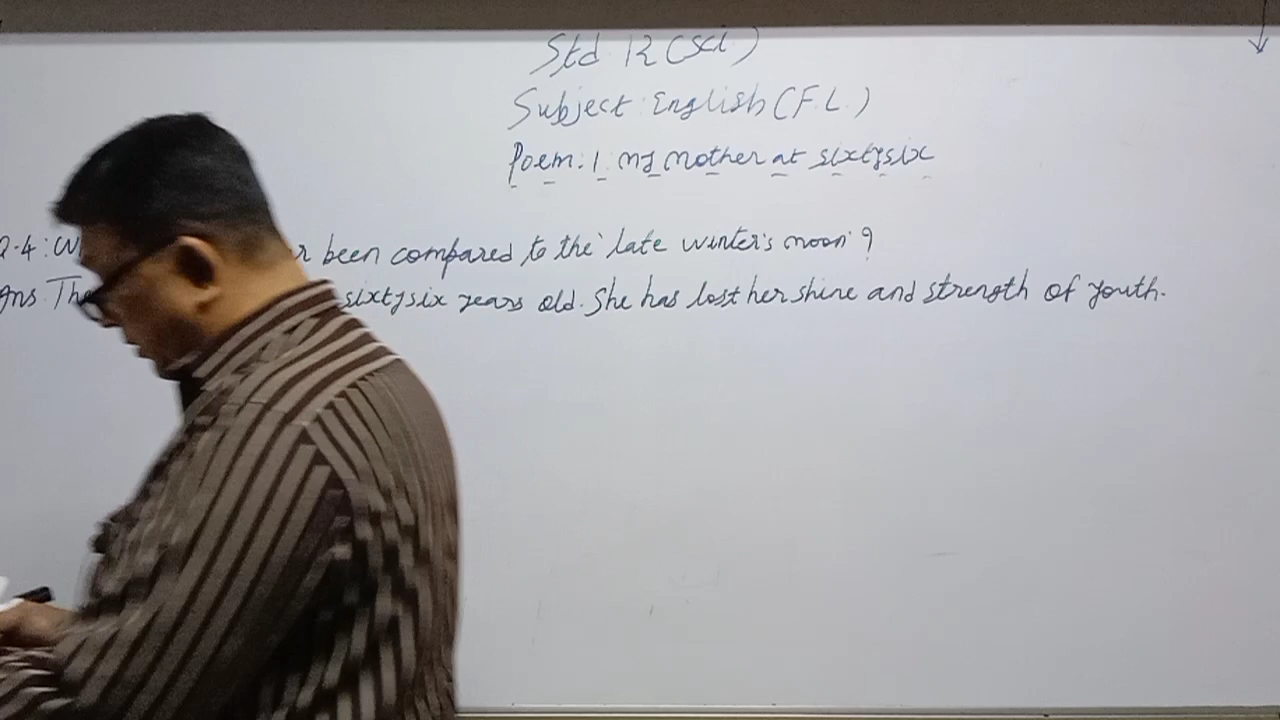 Std 12 (Sci)
Subject: English (F.L.)
Poem: 1 My Mother at sixtysix
Q.4: W r been compared to the 'late winter's moon'?
Ans. The sixtysix years old. She has lost her shine and strength of youth.